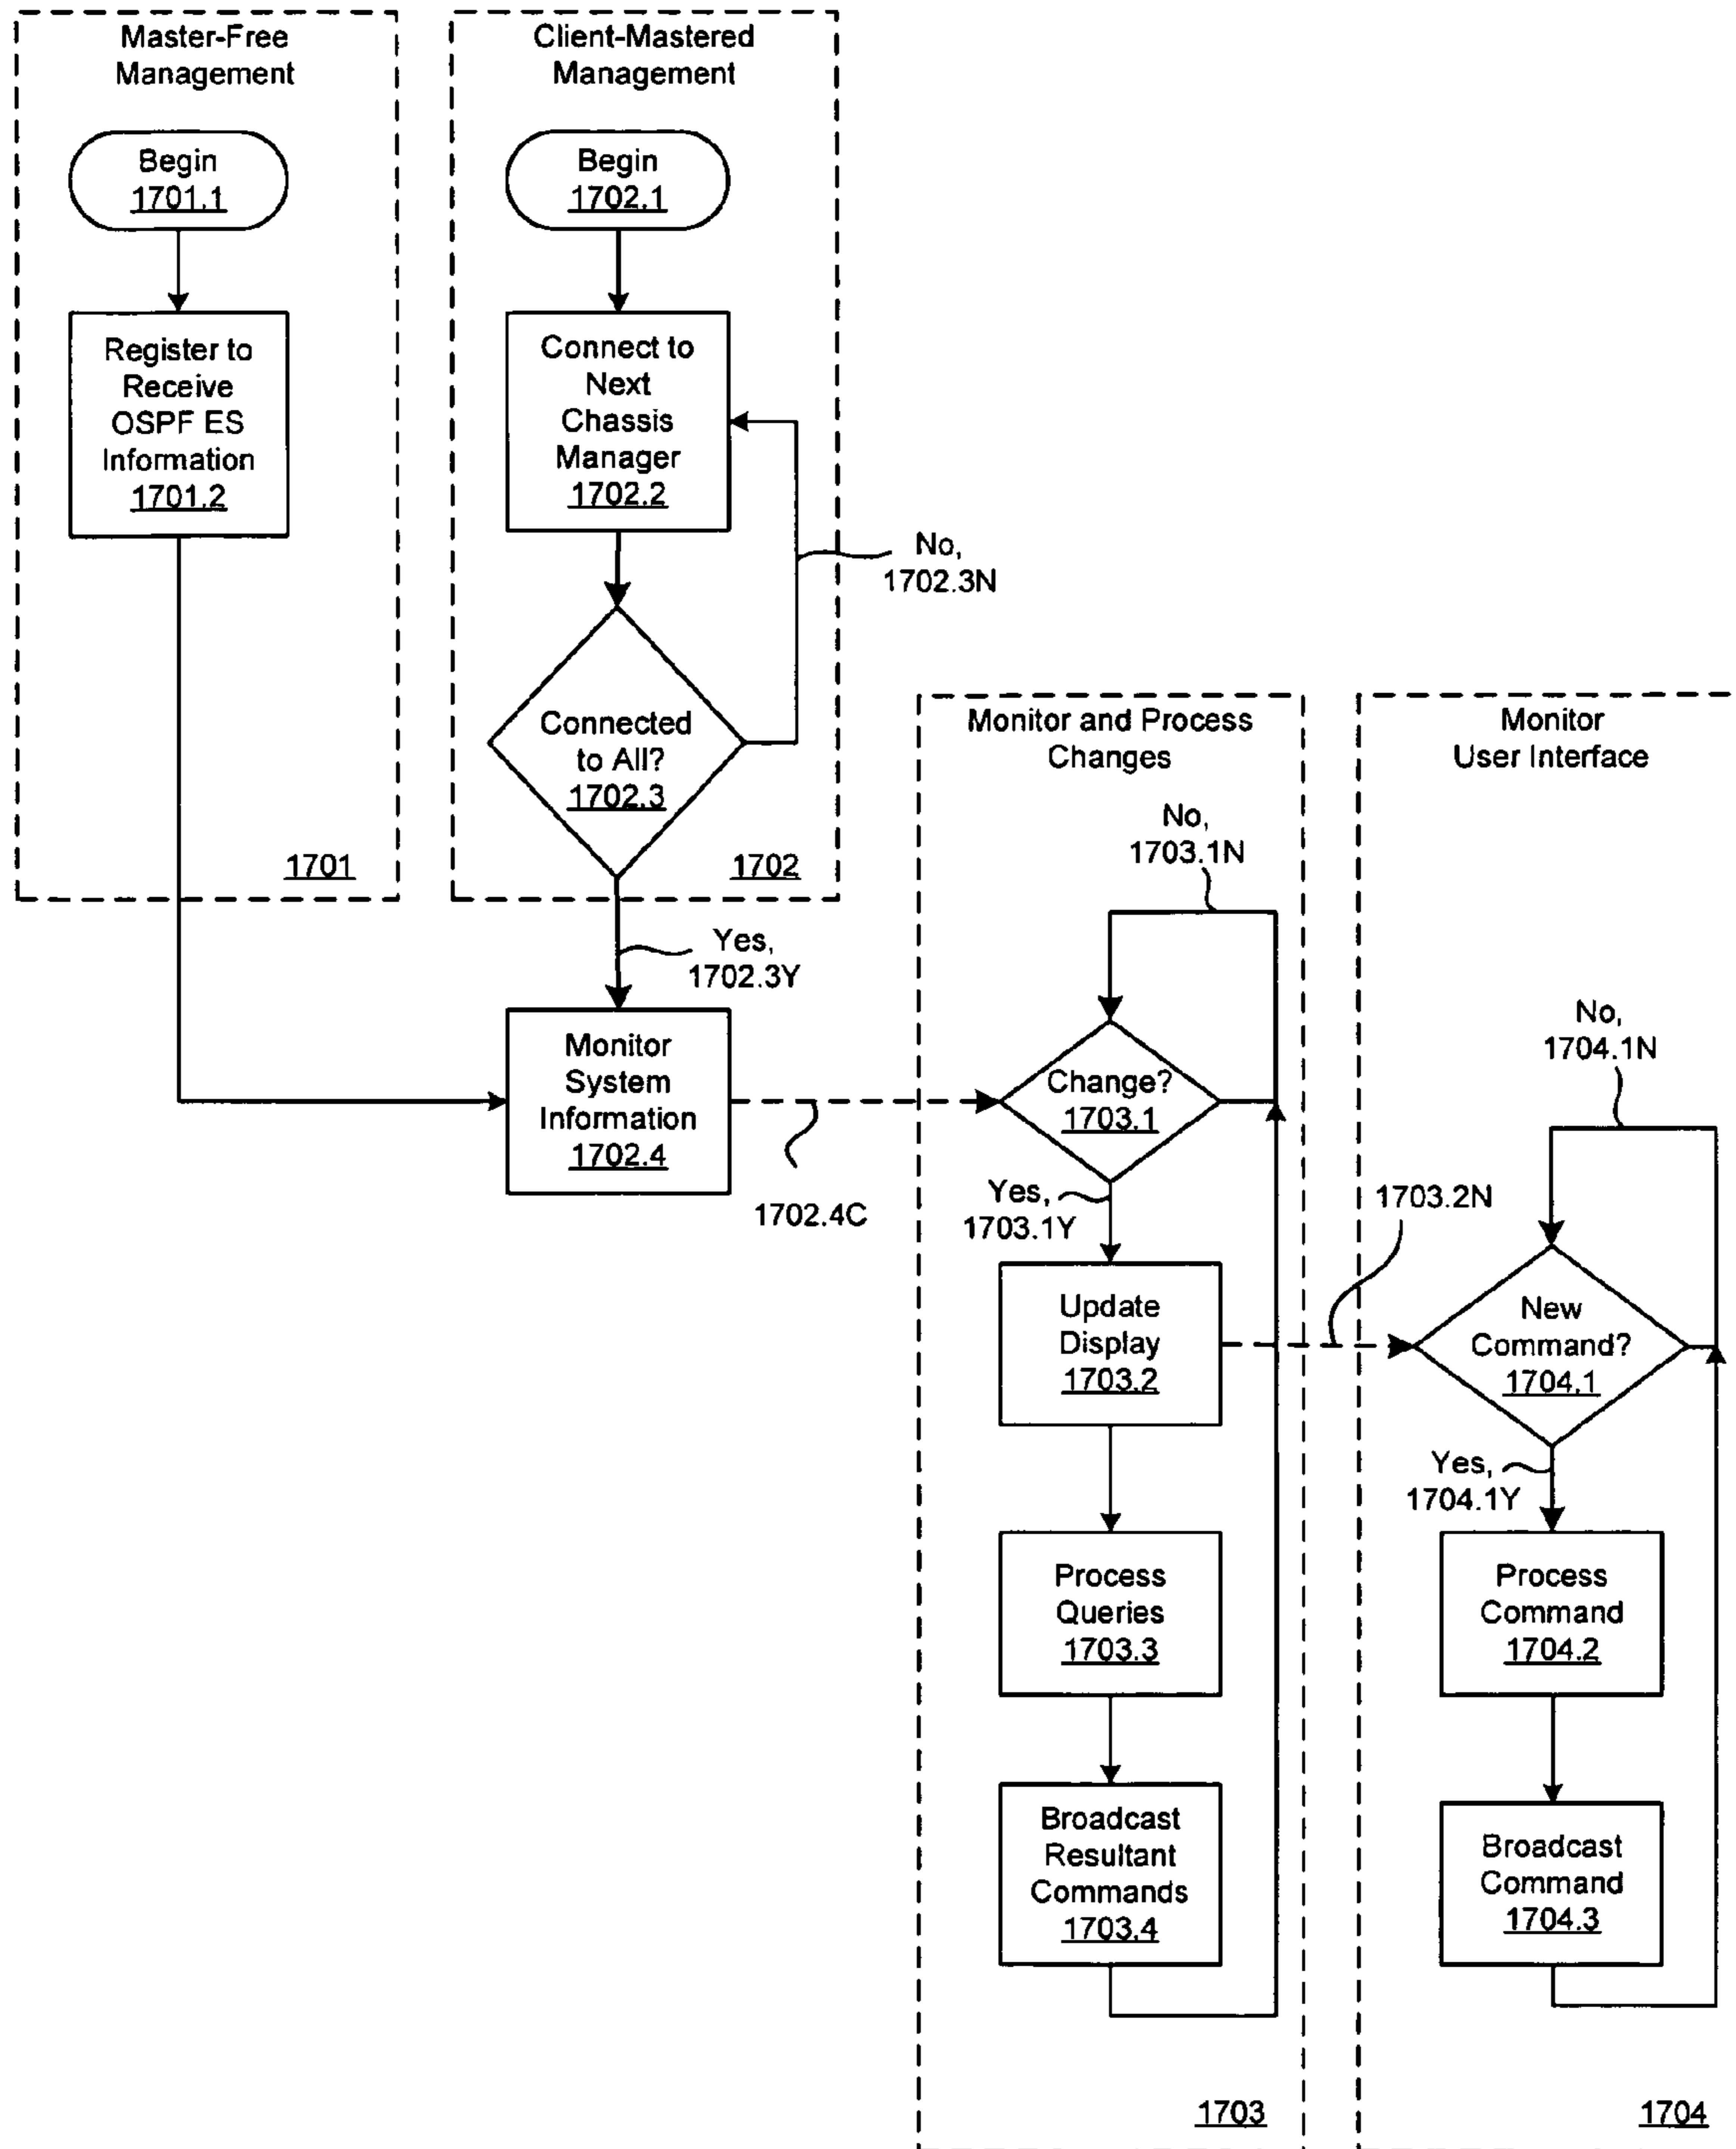 Master-Free
Management
Begin
1701.1
Register to
Receive
OSPF ES
Information
1701.2
1701
Client-Mastered
Management
Begin
1702.1
Connect to
Next
Chassis
Manager
1702.2
No,
1702.3N
Connected
to All?
1702.3
1702
Yes,
1702.3Y
Monitor
System
Information
1702.4
1702.4C
Monitor and Process
Changes
No,
1703.1N
Change?
1703.1
Yes,
1703.1Y
Update
Display
1703.2
1703.2N
Process
Queries
1703.3
Broadcast
Resultant
Commands
1703.4
1703
Monitor
User Interface
No,
1704.1N
New
Command?
1704.1
Yes,
1704.1Y
Process
Command
1704.2
Broadcast
Command
1704.3
1704